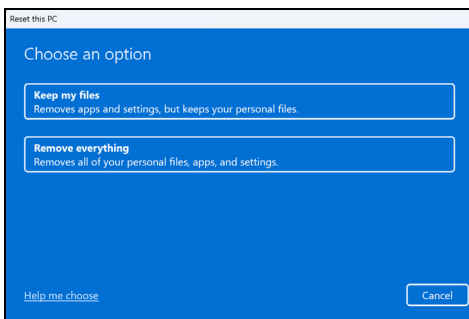 Reset this PC
Choose an option
Keep my files
Removes apps and settings, but keeps your personal files.
Remove everything
Removes all of your personal files, apps, and settings.
Help me choose
Cancel